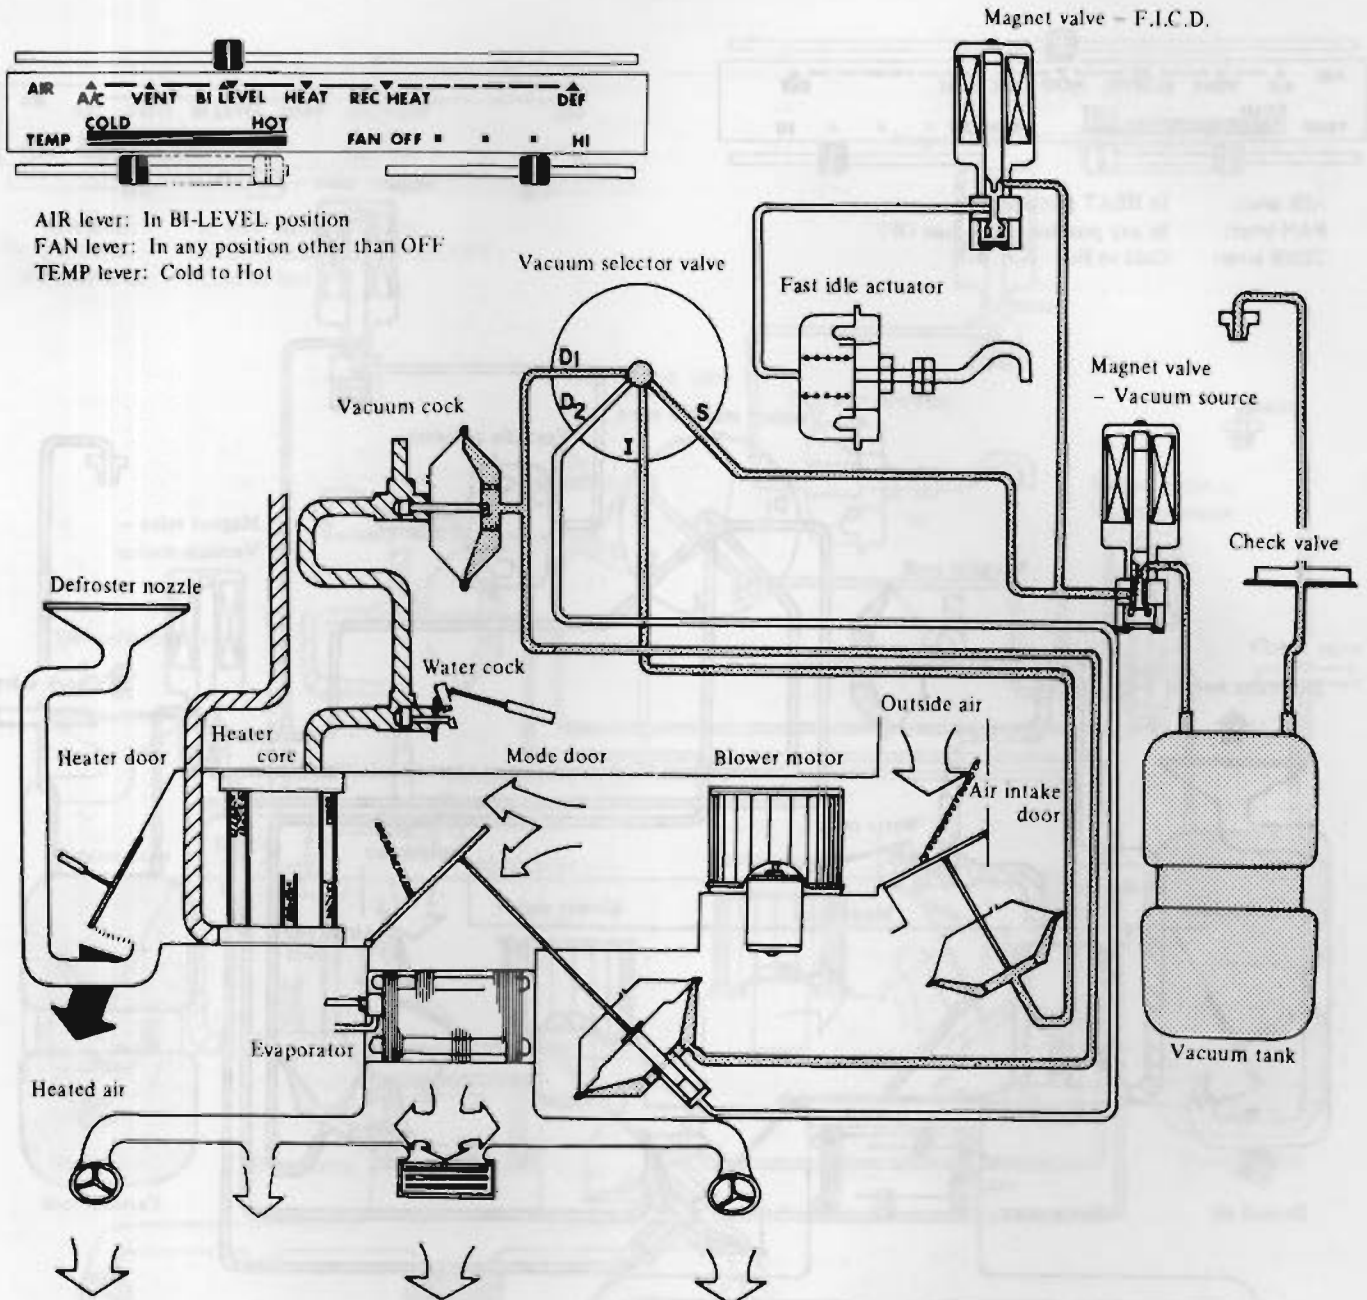 Magnet valve – F.I.C.D.
AIR A/C VENT BI LEVEL HEAT REC HEAT DEF
COLD HOT
TEMP FAN OFF HI
AIR lever: In BI-LEVEL position
FAN lever: In any position other than OFF
TEMP lever: Cold to Hot
Vacuum selector valve
Fast idle actuator
Magnet valve
– Vacuum source
D1
D2
S
I
Vacuum cock
Check valve
Defroster nozzle
Water cock
Outside air
Heater door
Heater
core
Mode door
Blower motor
Air intake
door
Evaporator
Vacuum tank
Heated air